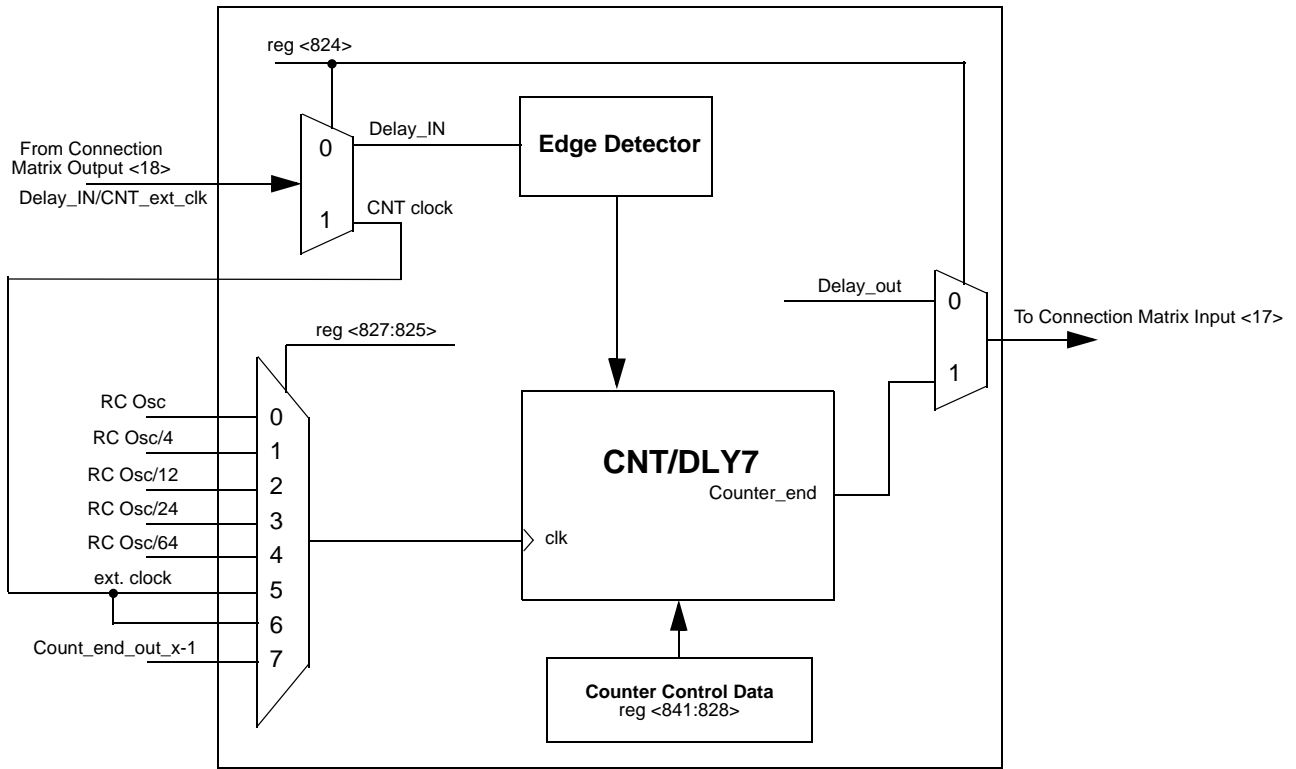 reg <824>
From Connection
Matrix Output <18>
Delay_IN/CNT_ext_clk
0
1
Delay_IN
CNT clock
Edge Detector
Delay_out
0
1
To Connection Matrix Input <17>
reg <827:825>
RC Osc
0
RC Osc/4
1
RC Osc/12
2
RC Osc/24
3
RC Osc/64
4
ext. clock
5
6
Count_end_out_x-1
7
CNT/DLY7
Counter_end
clk
Counter Control Data
reg <841:828>